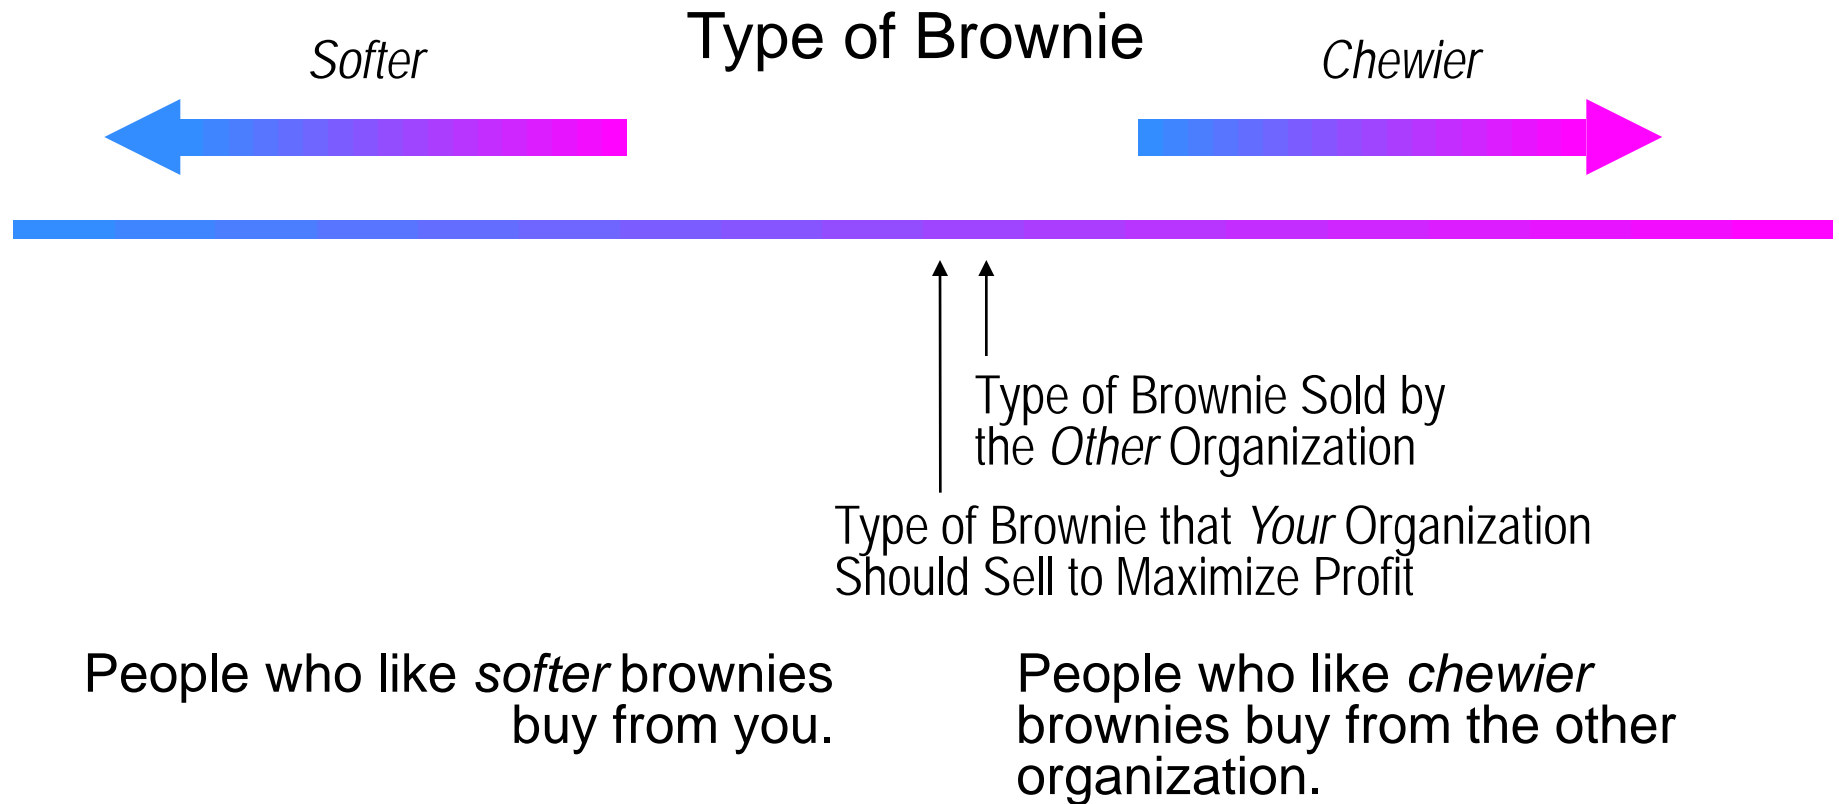 Type of Brownie
Softer
Chewier
Type of Brownie Sold by
the Other Organization
Type of Brownie that Your Organization
Should Sell to Maximize Profit
People who like softer brownies
buy from you.
People who like chewier
brownies buy from the other
organization.